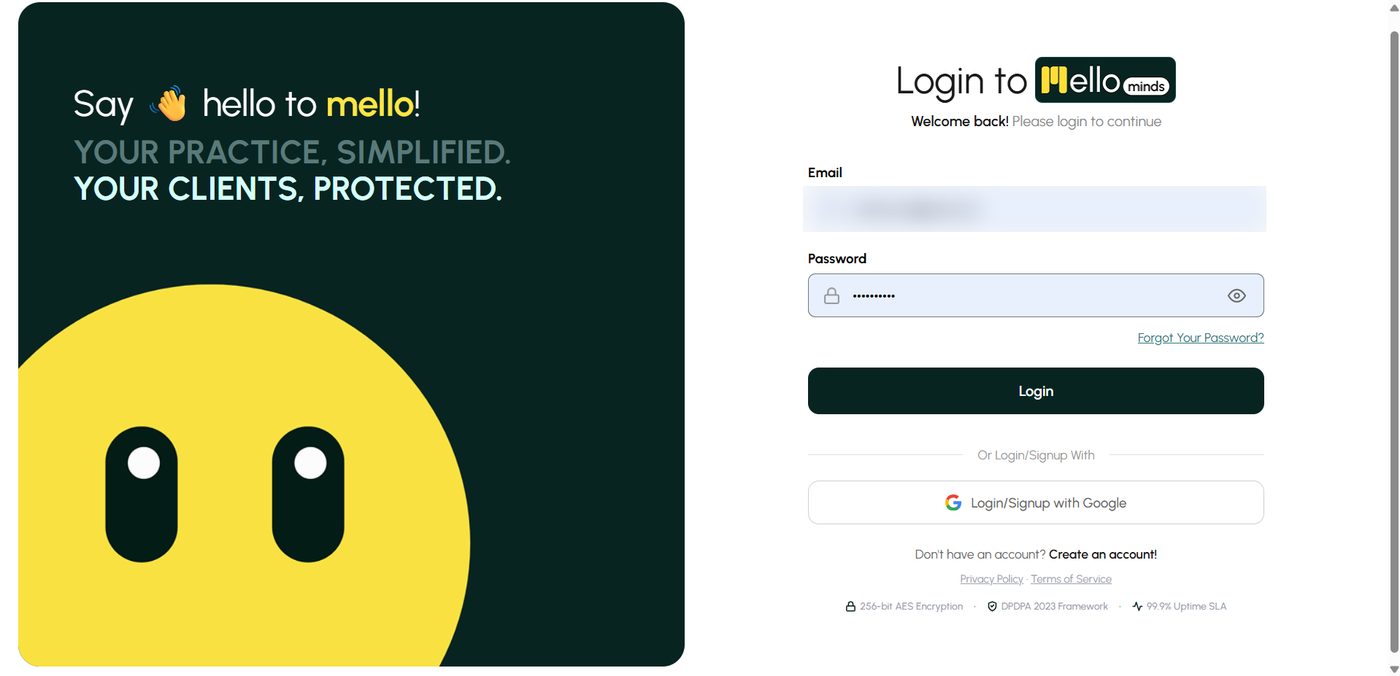 Say 👋 hello to mello!
YOUR PRACTICE, SIMPLIFIED.
YOUR CLIENTS, PROTECTED.
Login to Mello minds
Welcome back! Please login to continue
Email
Password
••••••••••
Forgot Your Password?
Login
Or Login/Signup With
Login/Signup with Google
Don't have an account? Create an account!
Privacy Policy · Terms of Service
256-bit AES Encryption · DPDPA 2023 Framework · 99.9% Uptime SLA